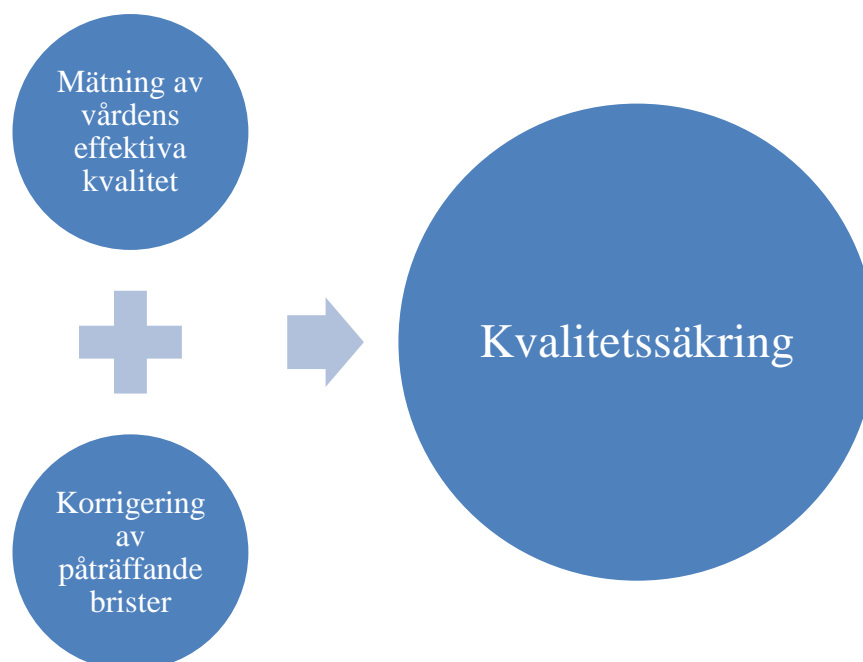 Mätning av
vårdens
effektiva
kvalitet
Korrigering
av
påträffande
brister
Kvalitetssäkring